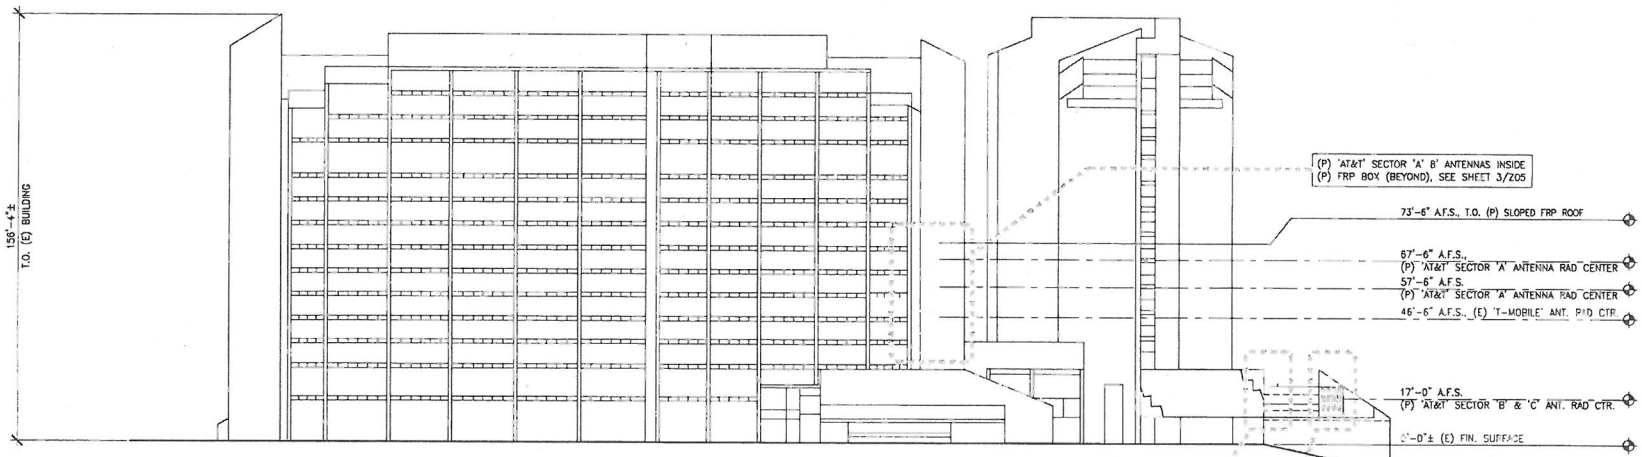 156'-4"±
T.O. (E) BUILDING
(P) 'AT&T' SECTOR 'A' B' ANTENNAS INSIDE
(P) FRP BOX (BEYOND), SEE SHEET 3/Z05
73'-6" A.F.S., T.O. (P) SLOPED FRP ROOF
67'-6" A.F.S.,
(P) 'AT&T' SECTOR 'A' ANTENNA RAD CENTER
57'-6" A.F.S.
(P) 'AT&T' SECTOR 'A' ANTENNA RAD CENTER
46'-6" A.F.S., (E) 'T-MOBILE' ANT. RAD CTR.
17'-0" A.F.S.
(P) 'AT&T' SECTOR 'B' & 'C' ANT. RAD CTR.
0'-0"± (E) FIN. SURFACE